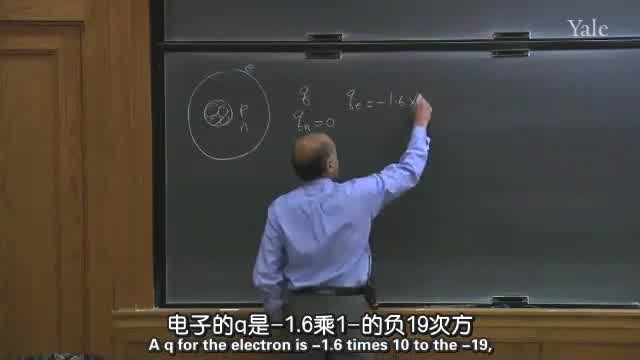 Yale
e
P
n
q
q_n = 0
q_e = -1.6 x
电子的q是-1.6乘1-的负19次方
A q for the electron is -1.6 times 10 to the -19,